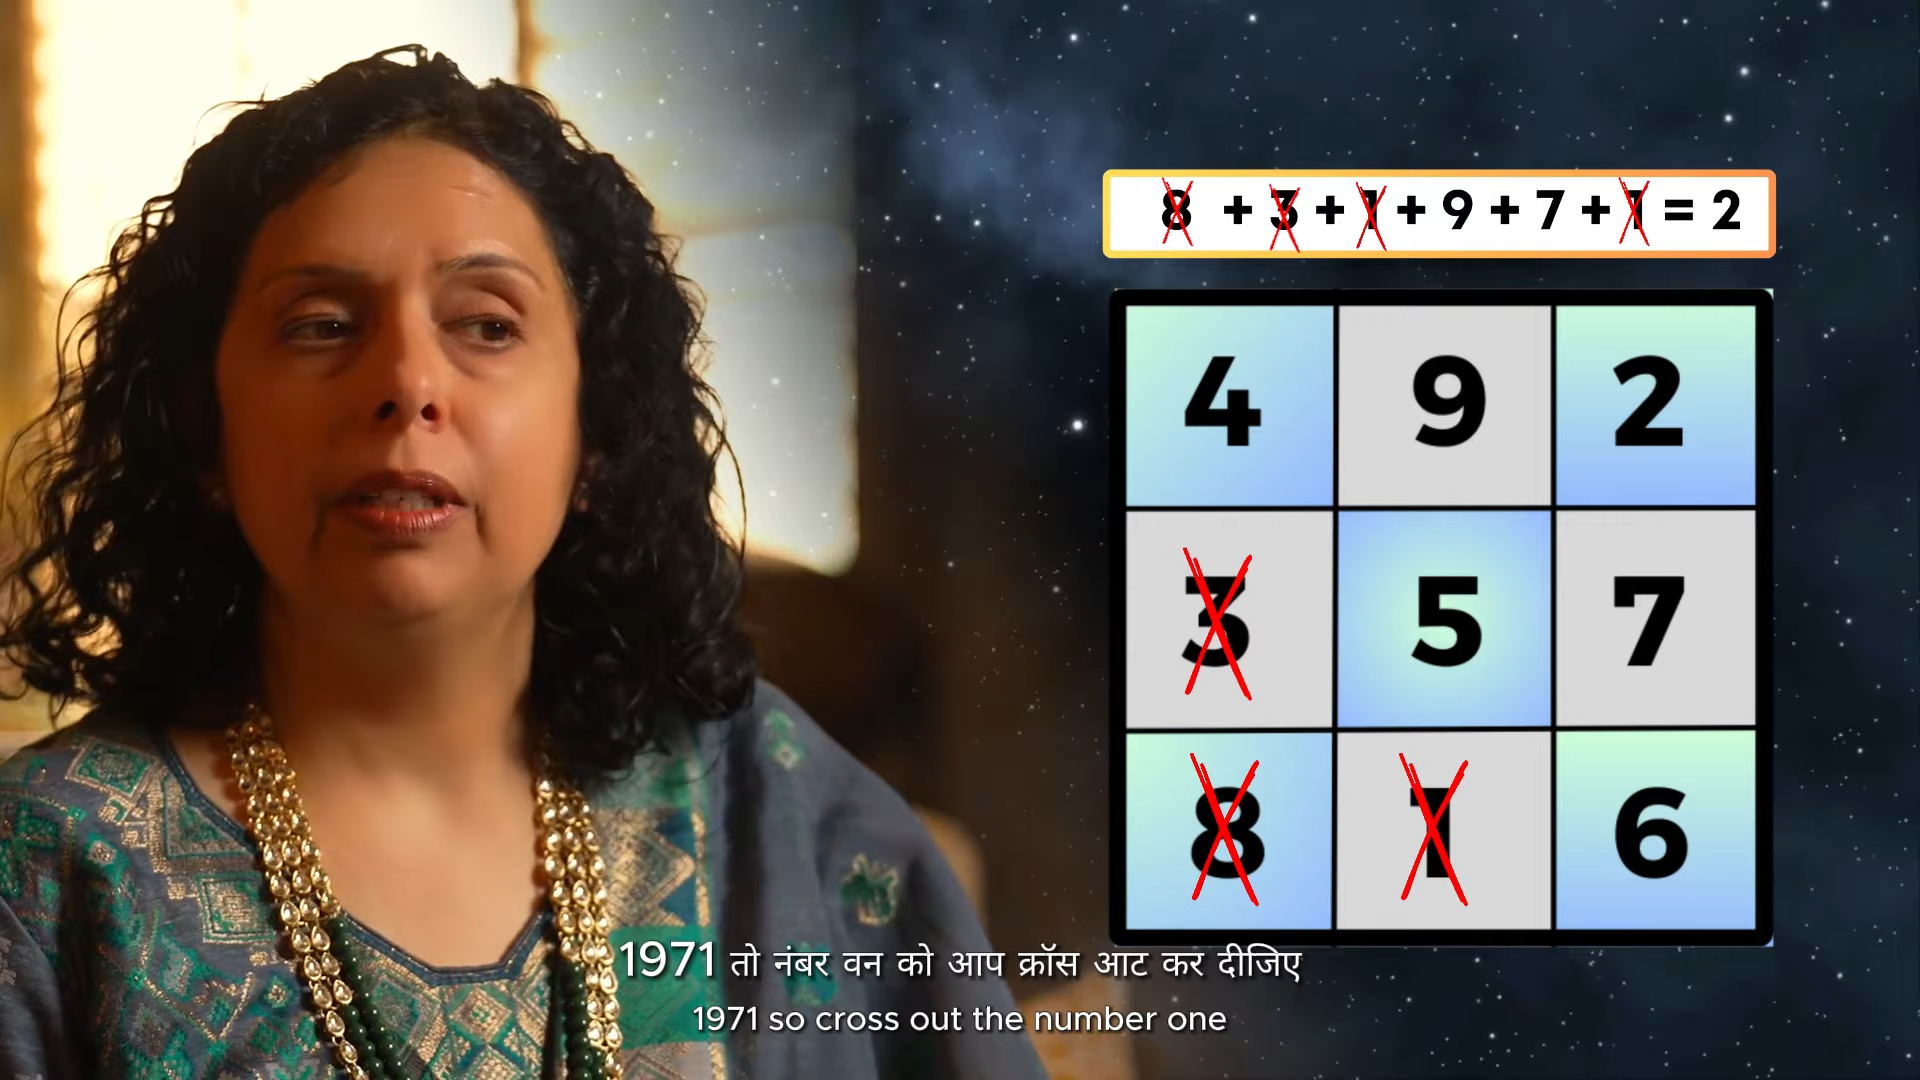 8 + 3 + 1 + 9 + 7 + 1 = 2
4 9 2
3 5 7
8 1 6
1971 तो नंबर वन को आप क्रॉस आट कर दीजिए
1971 so cross out the number one